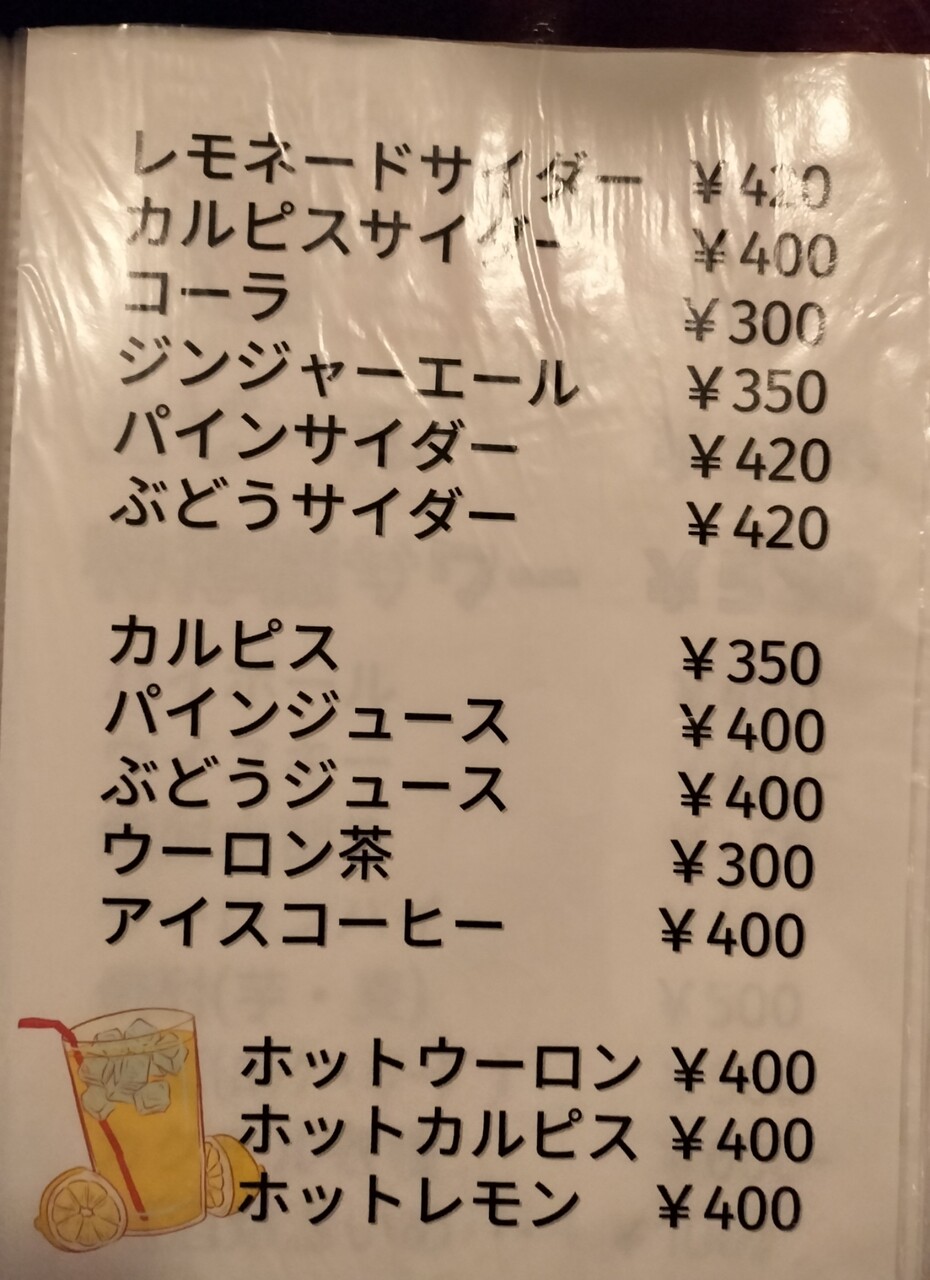 レモネードサイダー ¥420
カルピスサイダー ¥400
コーラ ¥300
ジンジャーエール ¥350
パインサイダー ¥420
ぶどうサイダー ¥420
カルピス ¥350
パインジュース ¥400
ぶどうジュース ¥400
ウーロン茶 ¥300
アイスコーヒー ¥400
ホットウーロン ¥400
ホットカルピス ¥400
ホットレモン ¥400